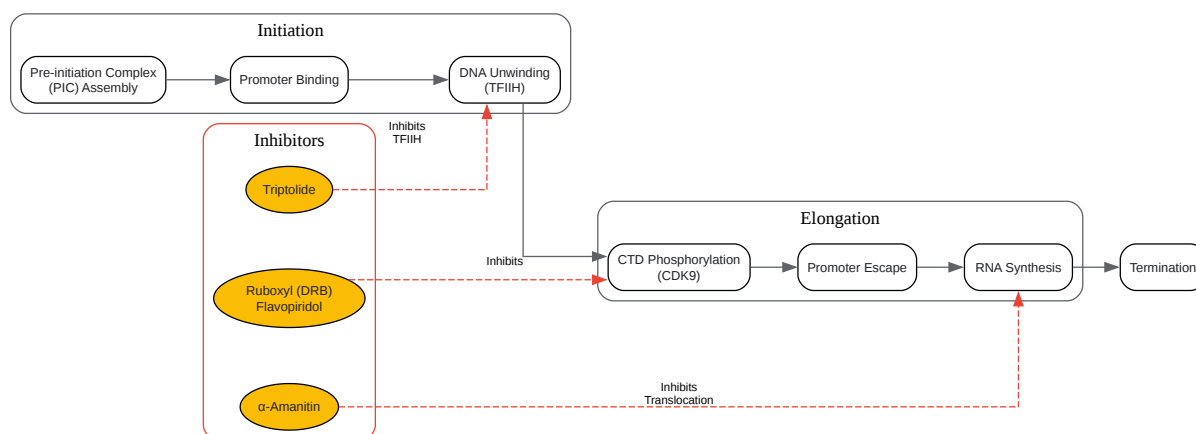 Initiation
Pre-initiation Complex
(PIC) Assembly
Promoter Binding
DNA Unwinding
(TFIIH)
Inhibits
TFIIH
Inhibitors
Triptolide
Elongation
Inhibits
CTD Phosphorylation
(CDK9)
Promoter Escape
RNA Synthesis
Termination
Ruboxyl (DRB)
Flavopiridol
Inhibits
Translocation
α-Amanitin